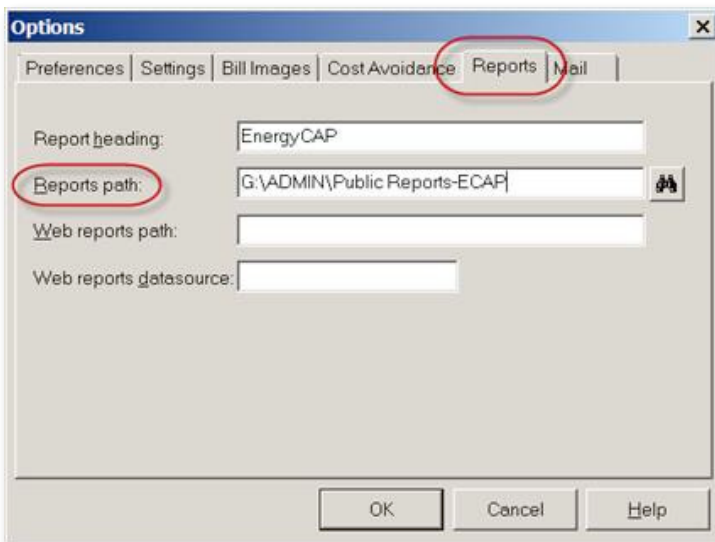 Options
Preferences Settings Bill Images Cost Avoidance Reports Mail
Report heading: EnergyCAP
Reports path: G:\ADMIN\Public Reports-ECAP
Web reports path:
Web reports datasource:
OK Cancel Help